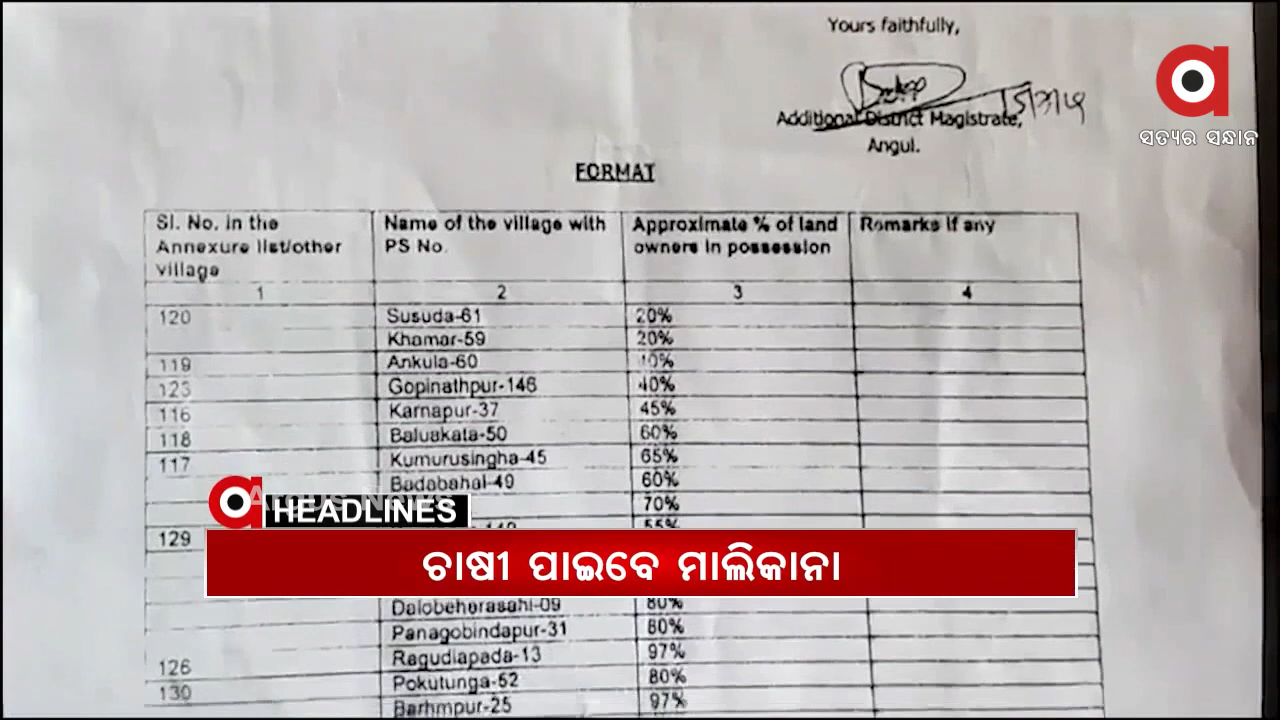 Yours faithfully,
Additional District Magistrate,
Angul.
ସତ୍ୟର ସନ୍ଧାନ
FORMAT
Sl. No. in the Annexure list/other village | Name of the village with PS No. | Approximate % of land owners in possession | Remarks if any
1 2 3 4
120 Susuda-61 20%
Khamar-59 20%
119 Ankula-60
123 Gopinathpur-146 40%
116 Karnapur-37 45%
118 Baluakata-50 60%
117 Kumurusingha-45 65%
Badabahal-49 60%
70%
129 55%
HEADLINES
ଚାଷୀ ପାଇବେ ମାଲିକାନା
Dalobeherasahi-09 80%
Panagobindapur-31 80%
126 Ragudiapada-13 97%
130 Pokutunga-52 80%
Barhmpur-25 97%